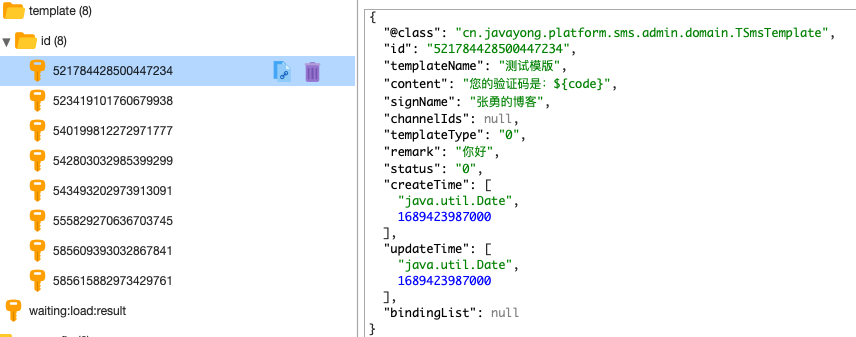 template (8)
id (8)
521784428500447234
523419101760679938
540199812272971777
542803032985399299
543493202973913091
555829270636703745
585609393032867841
585615882973429761
waiting:load:result
{
"@class": "cn.javayong.platform.sms.admin.domain.TSmsTemplate",
"id": "521784428500447234",
"templateName": "测试模版",
"content": "您的验证码是：${code}",
"signName": "张勇的博客",
"channelIds": null,
"templateType": "0",
"remark": "你好",
"status": "0",
"createTime": [
"java.util.Date",
1689423987000
],
"updateTime": [
"java.util.Date",
1689423987000
],
"bindingList": null
}